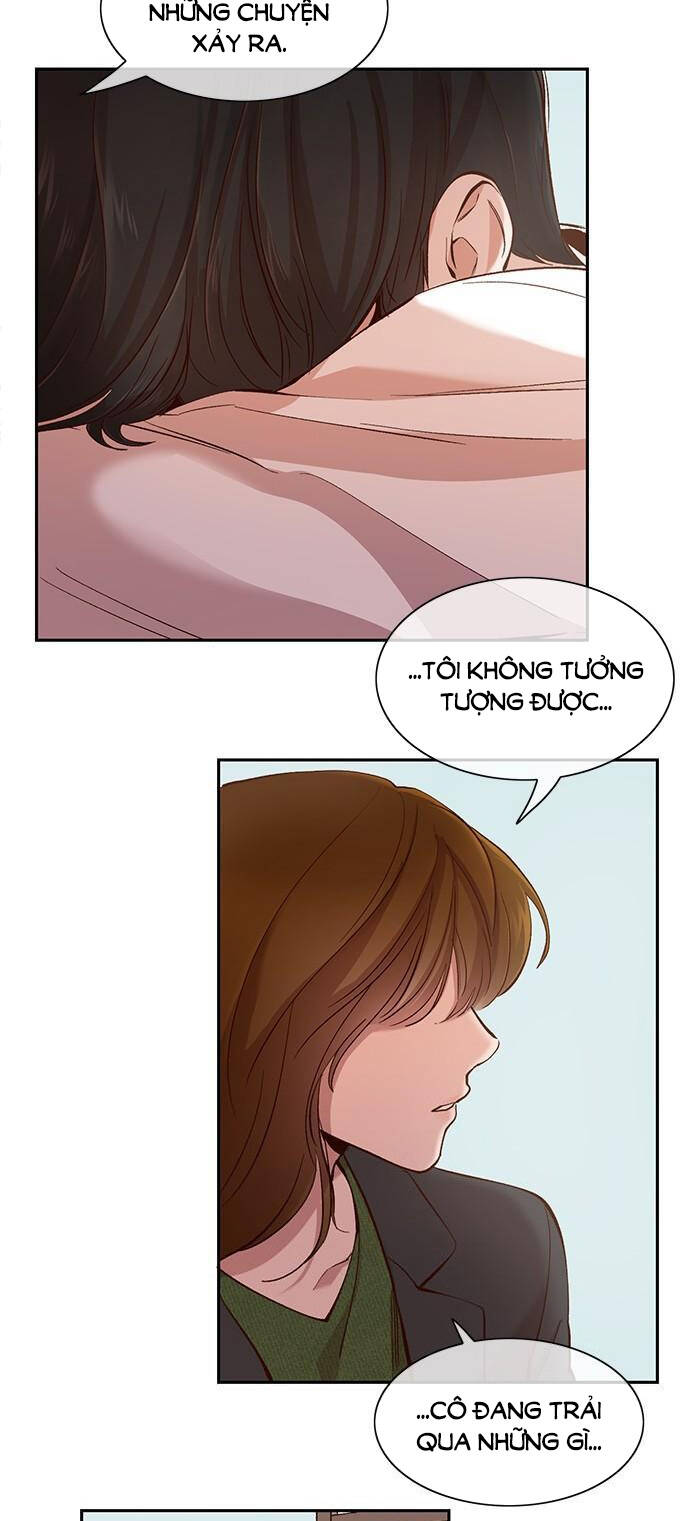 NHỮNG CHUYỆN
XẢY RA.
...TÔI KHÔNG TƯỞNG
TƯỢNG ĐƯỢC...
...CÔ ĐANG TRẢI
QUA NHỮNG GÌ...